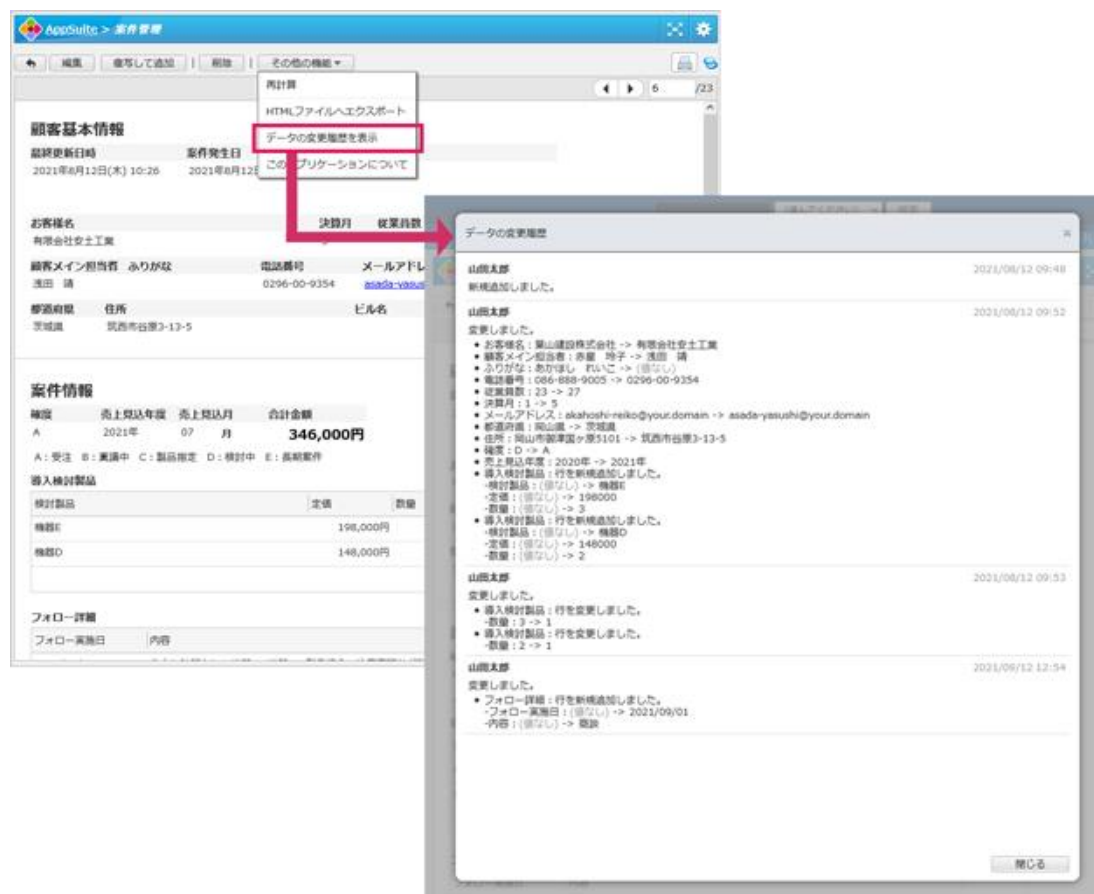 AppSuite > 案件管理
編集 複写して追加 | 削除 | その他の機能▼
再計算
HTMLファイルへエクスポート
データの変更履歴を表示
このアプリケーションについて
6 /23
顧客基本情報
最終更新日時 案件発生日
2021年8月12日(木) 10:26 2021年8月12
お客様名 決算月 従業員数
有限会社安土工業
顧客メイン担当者 ふりがな 電話番号 メールアドレ
浅田 靖 0296-00-9354 asada-yasus
都道府県 住所 ビル名
茨城県 筑西市谷原3-13-5
案件情報
確度 売上見込年度 売上見込月 合計金額
A 2021年 07 月 346,000円
A：受注 B：稟議中 C：製品指定 D：検討中 E：長期案件
導入検討製品
検討製品 定価 数量
機器E 198,000円
機器D 148,000円
フォロー詳細
フォロー実施日 内容
データの変更履歴 ×
山田太郎 2021/08/12 09:48
新規追加しました。
山田太郎 2021/08/12 09:52
変更しました。
• お客様名：葉山建設株式会社 -> 有限会社安土工業
• 顧客メイン担当者：赤星 玲子 -> 浅田 靖
• ふりがな：あかほし れいこ -> (値なし)
• 電話番号：086-888-9005 -> 0296-00-9354
• 従業員数：23 -> 27
• 決算月：1 -> 5
• メールアドレス：akahoshi-reiko@your.domain -> asada-yasushi@your.domain
• 都道府県：岡山県 -> 茨城県
• 住所：岡山市御津国ヶ原5101 -> 筑西市谷原3-13-5
• 確度：D -> A
• 売上見込年度：2020年 -> 2021年
• 導入検討製品：行を新規追加しました。
-検討製品：(値なし) -> 機器E
-定価：(値なし) -> 198000
-数量：(値なし) -> 3
• 導入検討製品：行を新規追加しました。
-検討製品：(値なし) -> 機器D
-定価：(値なし) -> 148000
-数量：(値なし) -> 2
山田太郎 2021/08/12 09:53
変更しました。
• 導入検討製品：行を変更しました。
-数量：3 -> 1
• 導入検討製品：行を変更しました。
-数量：2 -> 1
山田太郎 2021/09/12 12:54
変更しました。
• フォロー詳細：行を新規追加しました。
-フォロー実施日：(値なし) -> 2021/09/01
-内容：(値なし) -> 商談
閉じる